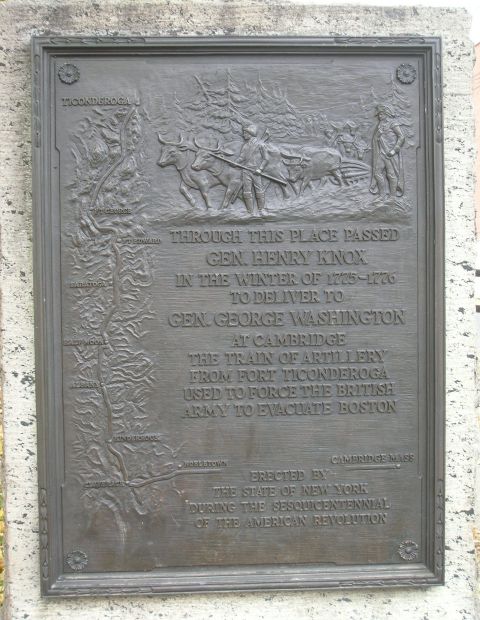 TICONDEROGA
FT. GEORGE
FT. EDWARD
SARATOGA
HALF MOON
ALBANY
KINDERHOOK
CLAVERACK
NOBLETOWN
CAMBRIDGE MASS
THROUGH THIS PLACE PASSED
GEN. HENRY KNOX
IN THE WINTER OF 1775-1776
TO DELIVER TO
GEN. GEORGE WASHINGTON
AT CAMBRIDGE
THE TRAIN OF ARTILLERY
FROM FORT TICONDEROGA
USED TO FORCE THE BRITISH
ARMY TO EVACUATE BOSTON
ERECTED BY
THE STATE OF NEW YORK
DURING THE SESQUICENTENNIAL
OF THE AMERICAN REVOLUTION